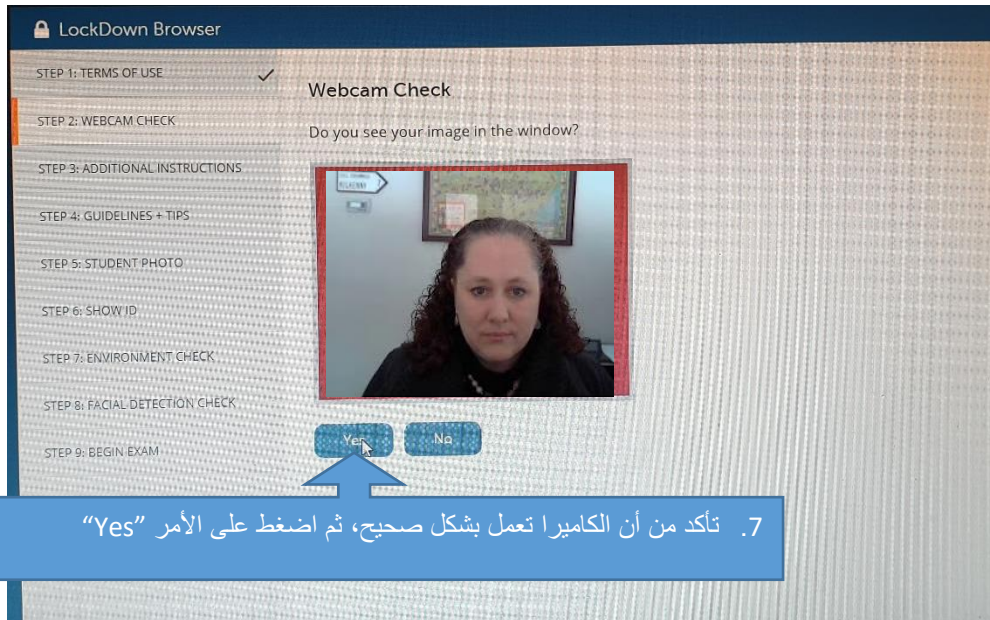 LockDown Browser
STEP 1: TERMS OF USE
STEP 2: WEBCAM CHECK
STEP 3: ADDITIONAL INSTRUCTIONS
STEP 4: GUIDELINES + TIPS
STEP 5: STUDENT PHOTO
STEP 6: SHOW ID
STEP 7: ENVIRONMENT CHECK
STEP 8: FACIAL DETECTION CHECK
STEP 9: BEGIN EXAM
Webcam Check
Do you see your image in the window?
Yes
No
7. تأكد من أن الكاميرا تعمل بشكل صحيح، ثم اضغط على الأمر “Yes”